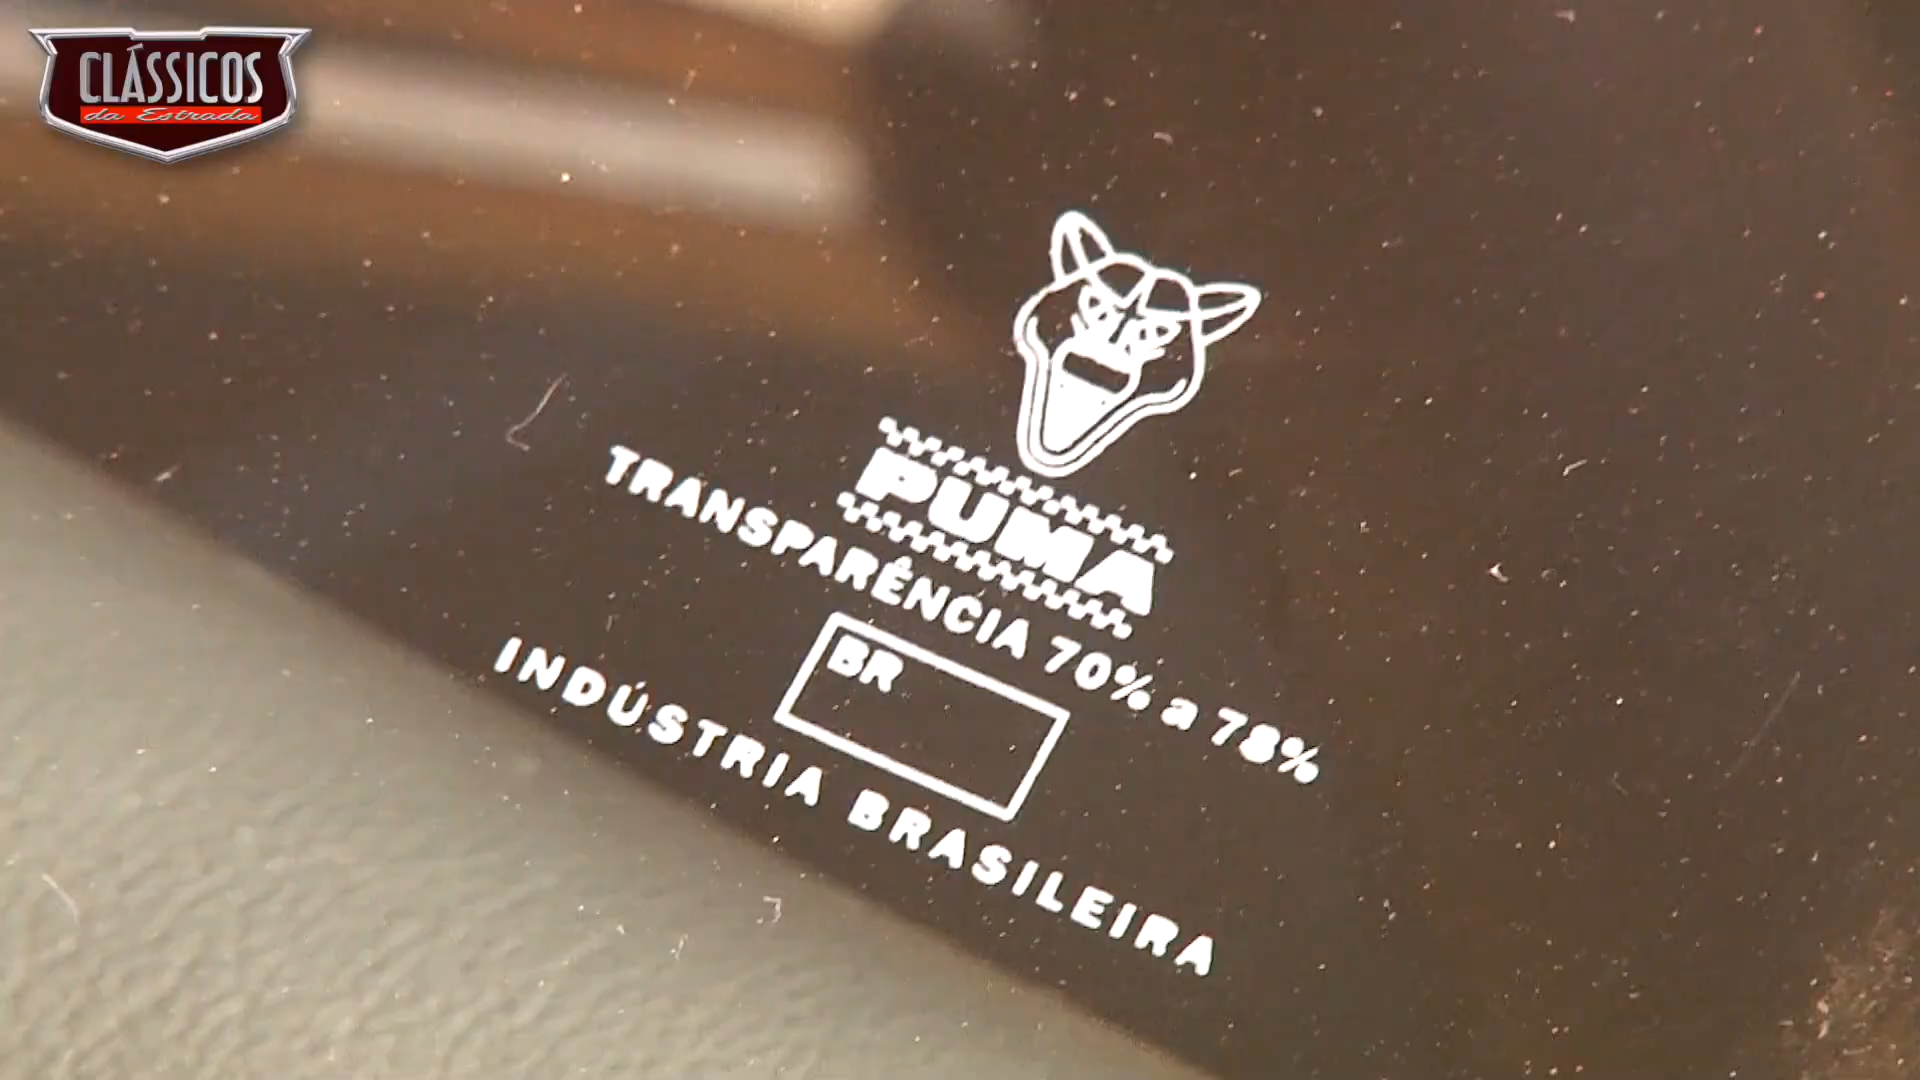 CLÁSSICOS
da Estrada
PUMA
TRANSPARÊNCIA 70% a 78%
BR
INDÚSTRIA BRASILEIRA